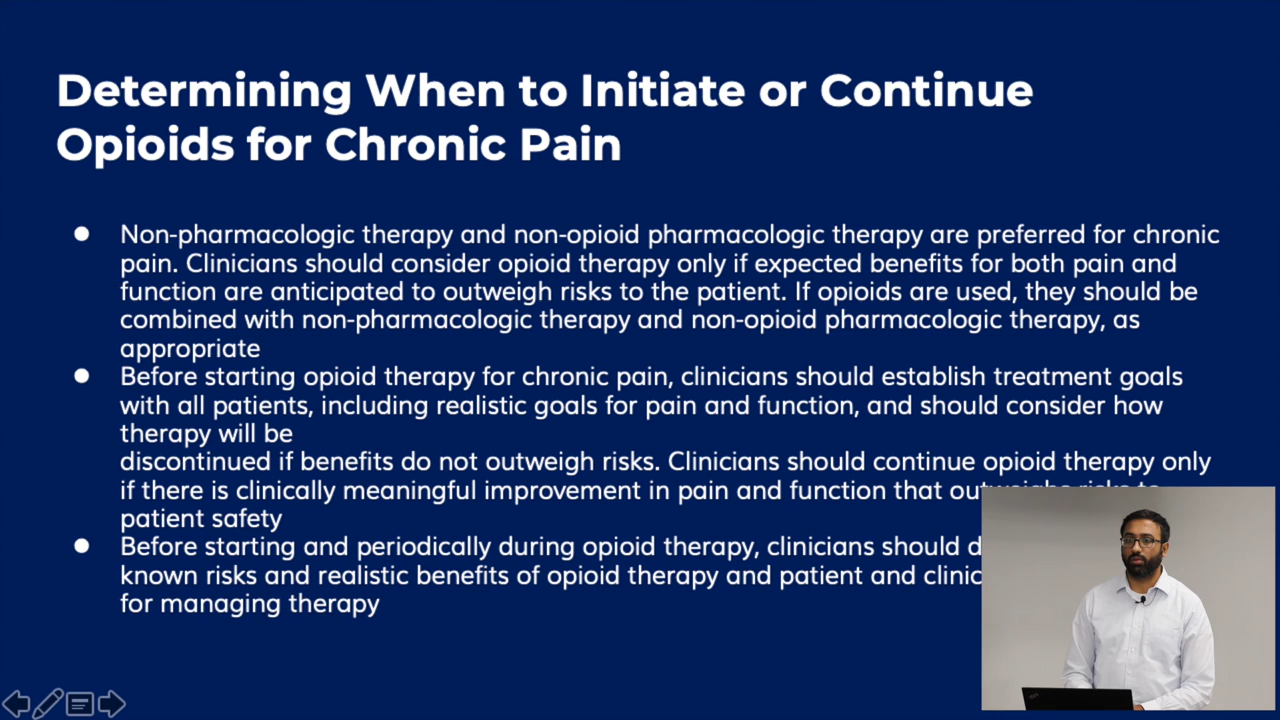 Determining When to Initiate or Continue
Opioids for Chronic Pain
● Non-pharmacologic therapy and non-opioid pharmacologic therapy are preferred for chronic
pain. Clinicians should consider opioid therapy only if expected benefits for both pain and
function are anticipated to outweigh risks to the patient. If opioids are used, they should be
combined with non-pharmacologic therapy and non-opioid pharmacologic therapy, as
appropriate
● Before starting opioid therapy for chronic pain, clinicians should establish treatment goals
with all patients, including realistic goals for pain and function, and should consider how
therapy will be
discontinued if benefits do not outweigh risks. Clinicians should continue opioid therapy only
if there is clinically meaningful improvement in pain and function that outweighs risks to
patient safety
● Before starting and periodically during opioid therapy, clinicians should
known risks and realistic benefits of opioid therapy and patient and
for managing therapy